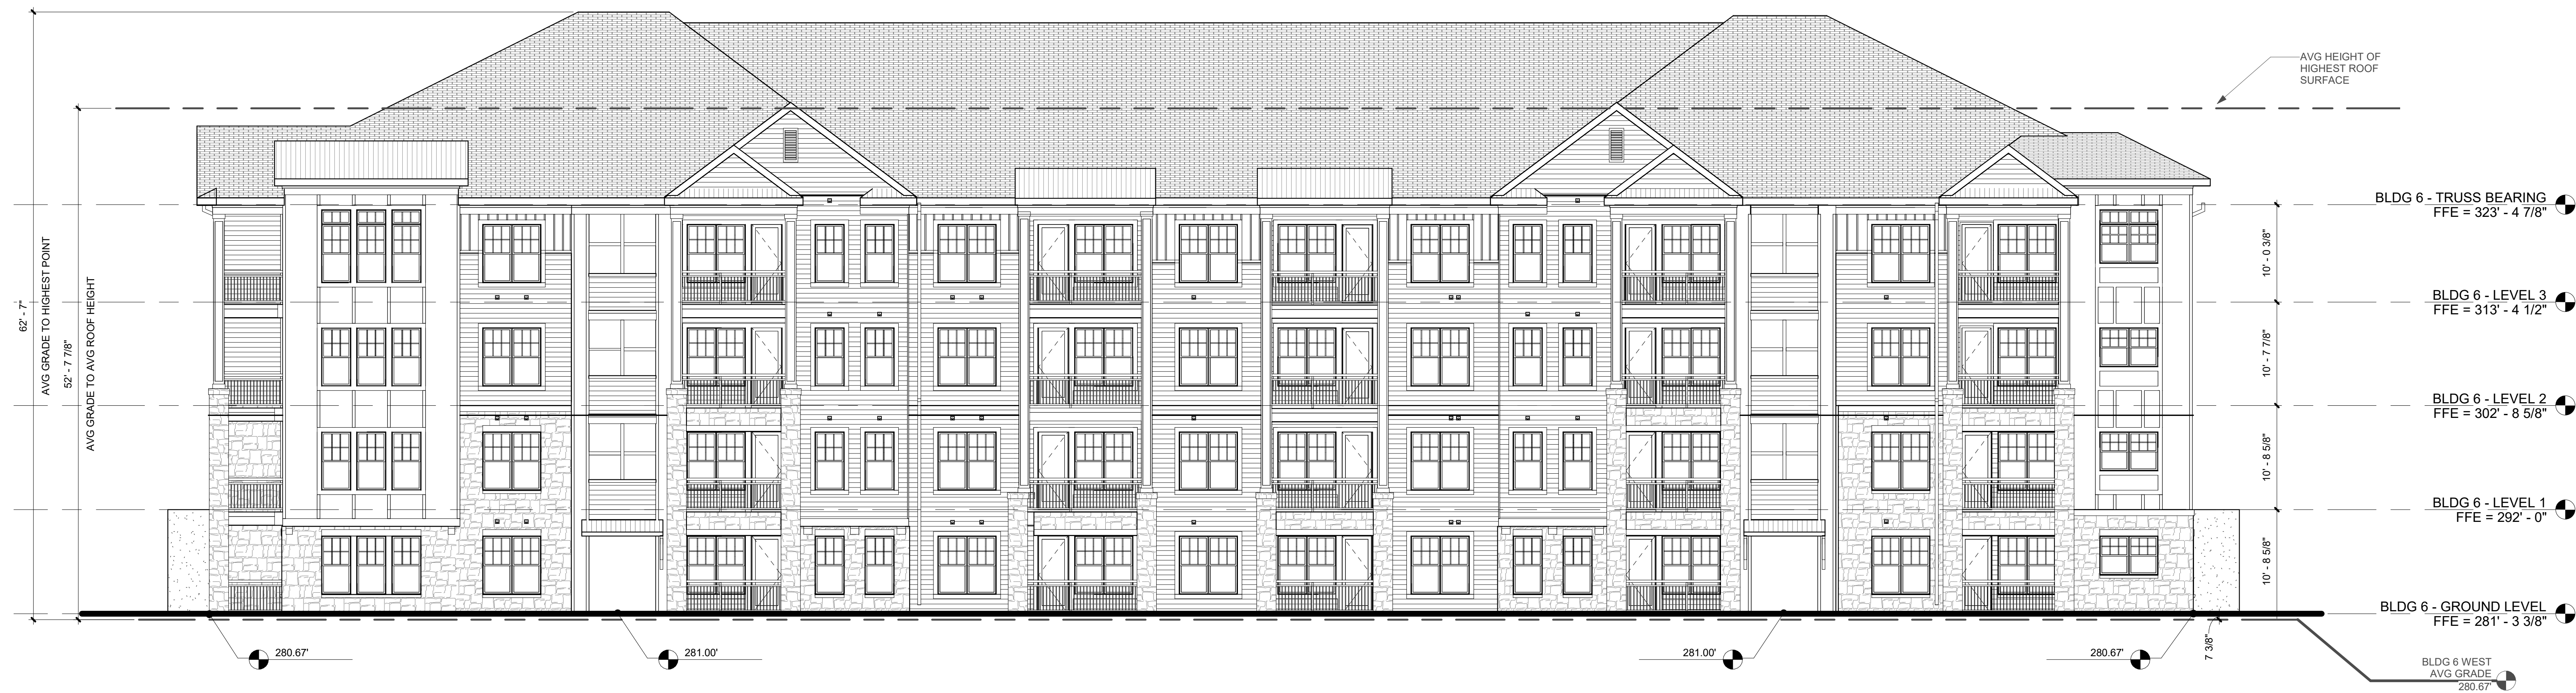 AVG HEIGHT OF
HIGHEST ROOF
SURFACE
62' - 7"
AVG GRADE TO HIGHEST POINT
52' - 7 7/8"
AVG GRADE TO AVG ROOF HEIGHT
BLDG 6 - TRUSS BEARING
FFE = 323' - 4 7/8"
10' - 0 3/8"
BLDG 6 - LEVEL 3
FFE = 313' - 4 1/2"
10' - 7 7/8"
BLDG 6 - LEVEL 2
FFE = 302' - 8 5/8"
10' - 8 5/8"
BLDG 6 - LEVEL 1
FFE = 292' - 0"
10' - 8 5/8"
BLDG 6 - GROUND LEVEL
FFE = 281' - 3 3/8"
280.67'
281.00'
281.00'
280.67'
7 3/8"
BLDG 6 WEST
AVG GRADE
280.67'